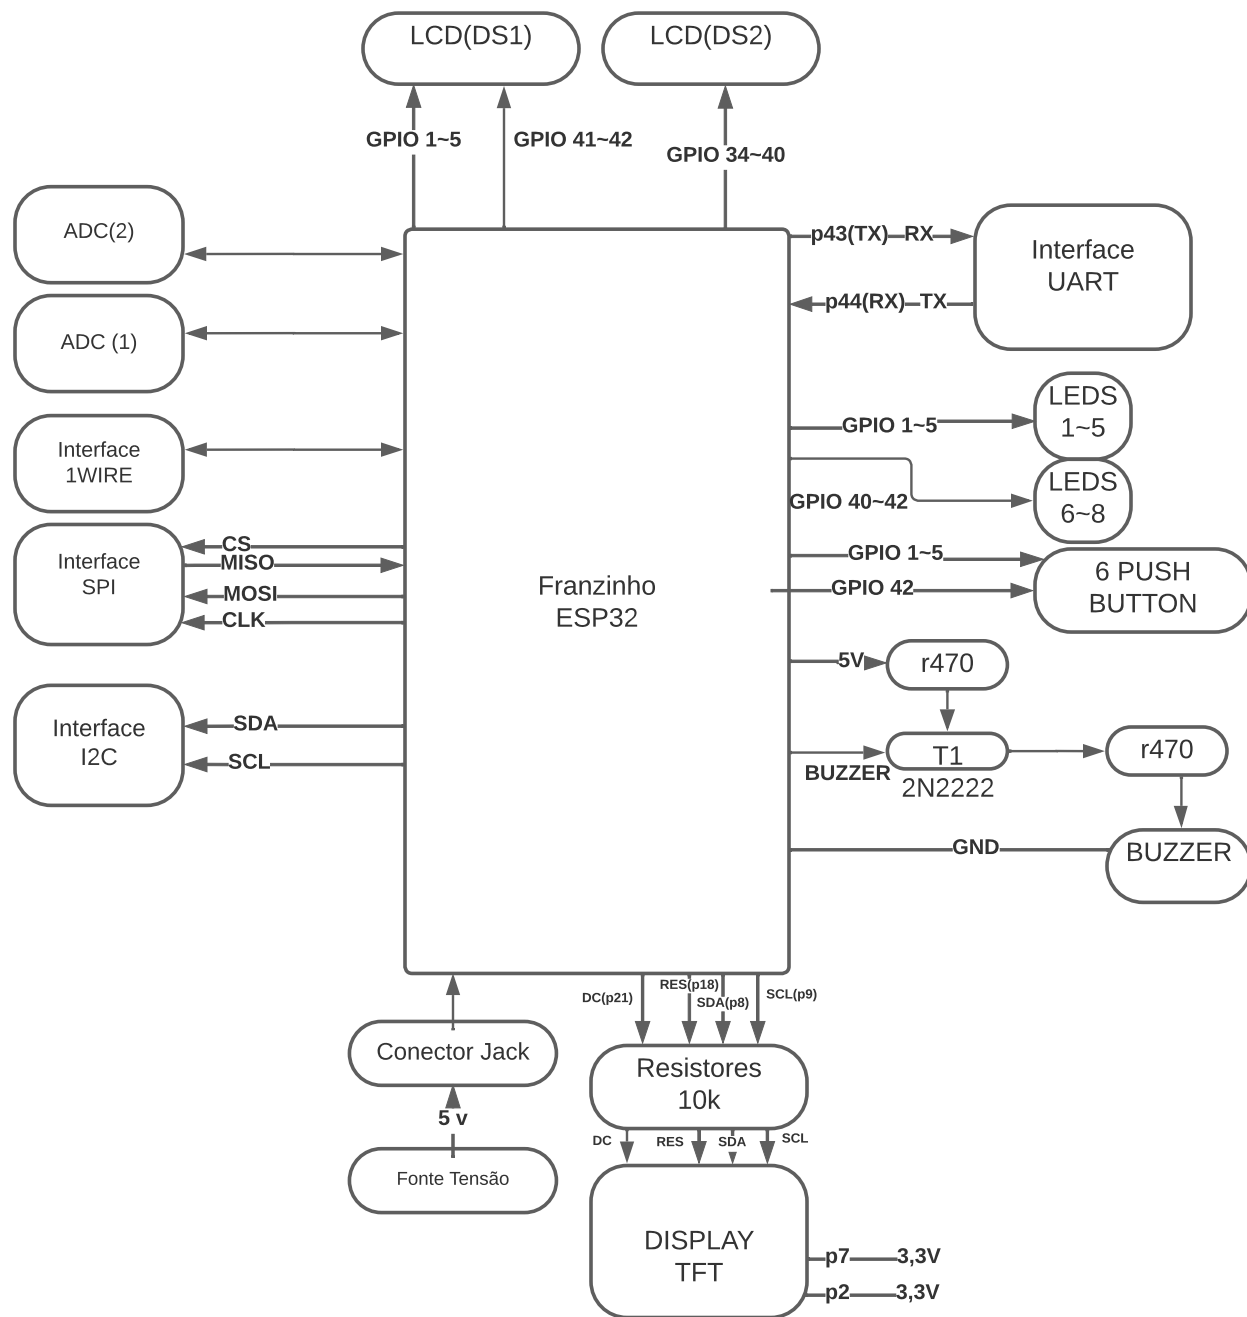 LCD(DS1)
LCD(DS2)
GPIO 1~5
GPIO 41~42
GPIO 34~40
ADC(2)
p43(TX)
RX
Interface
UART
p44(RX)
TX
ADC (1)
LEDS
1~5
GPIO 1~5
Interface
1WIRE
LEDS
6~8
GPIO 40~42
Interface
SPI
CS
MISO
MOSI
CLK
Franzinho
ESP32
GPIO 1~5
GPIO 42
6 PUSH
BUTTON
5V
r470
Interface
I2C
SDA
SCL
BUZZER
T1
2N2222
r470
GND
BUZZER
DC(p21)
RES(p18)
SDA(p8)
SCL(p9)
Conector Jack
5 v
Fonte Tensão
Resistores
10k
DC
RES
SDA
SCL
DISPLAY
TFT
p7
3,3V
p2
3,3V